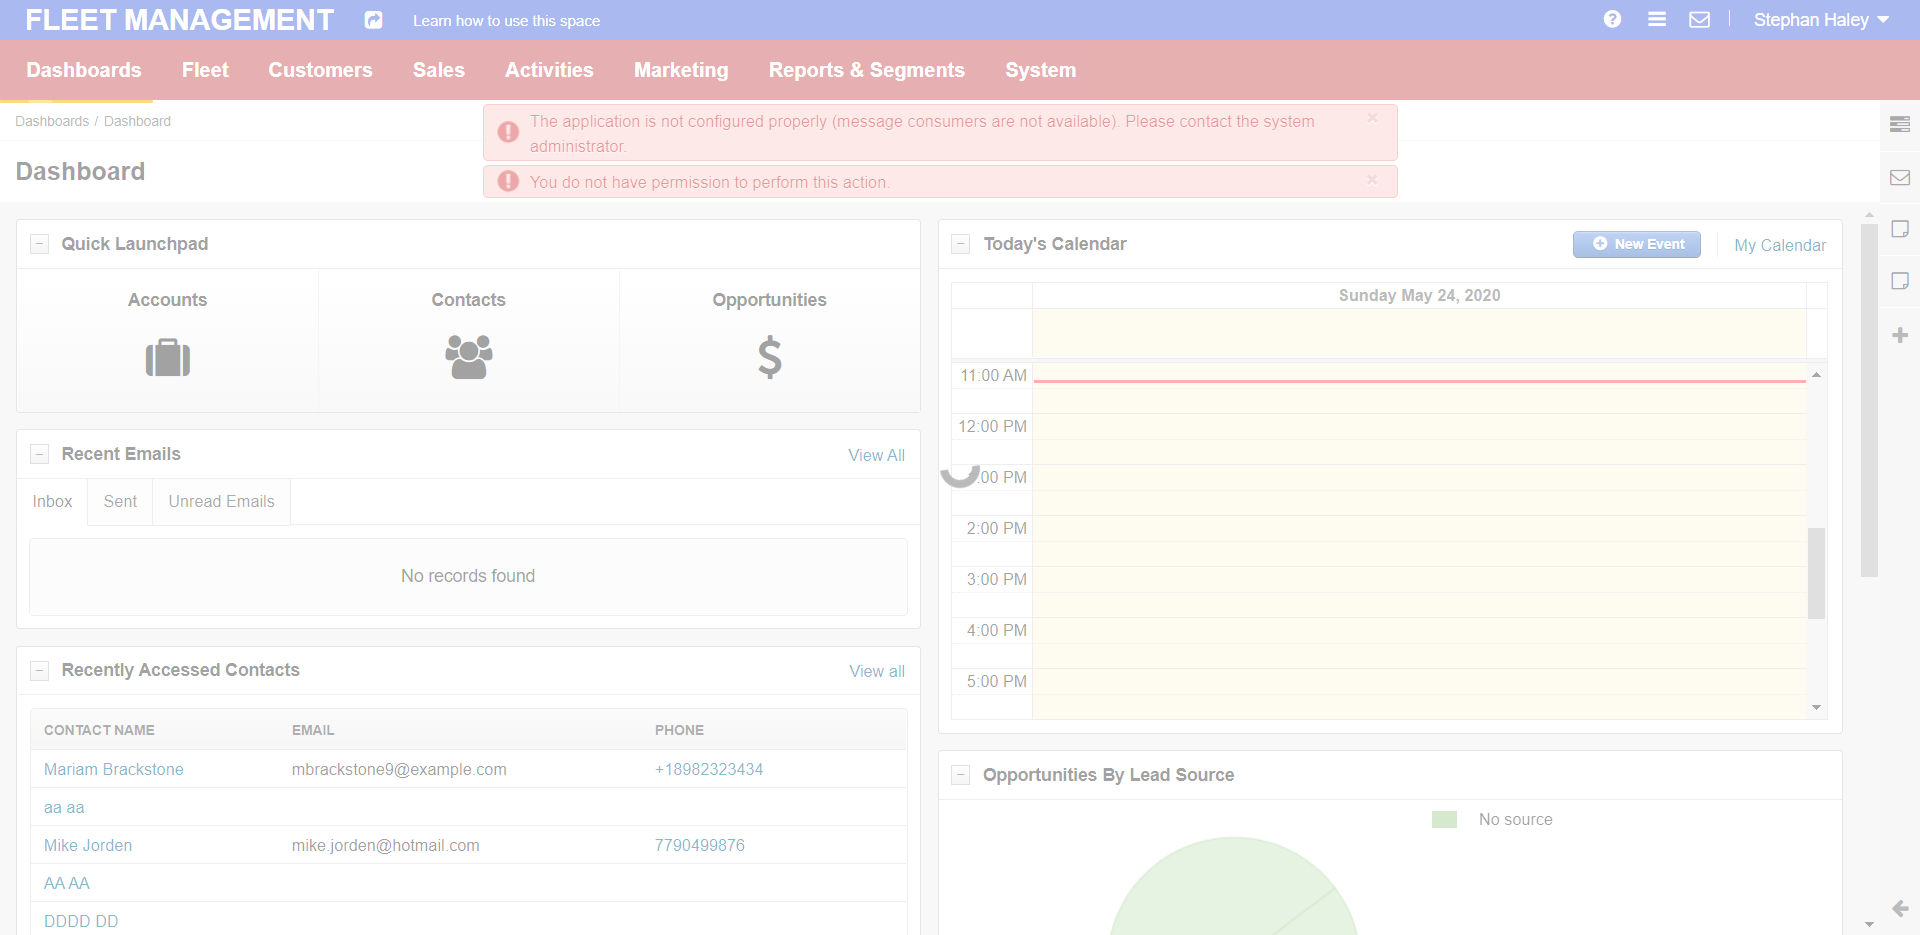 FLEET MANAGEMENT
Learn how to use this space
Stephan Haley
Dashboards Fleet Customers Sales Activities Marketing Reports & Segments System
Dashboards / Dashboard
The application is not configured properly (message consumers are not available). Please contact the system
administrator.
You do not have permission to perform this action.
Dashboard
Quick Launchpad
Accounts Contacts Opportunities
Recent Emails
View All
Inbox Sent Unread Emails
No records found
Recently Accessed Contacts
View all
CONTACT NAME EMAIL PHONE
Mariam Brackstone mbrackstone9@example.com +18982323434
aa aa
Mike Jorden mike.jorden@hotmail.com 7790499876
AA AA
DDDD DD
Today's Calendar
New Event
My Calendar
Sunday May 24, 2020
11:00 AM
12:00 PM
:00 PM
2:00 PM
3:00 PM
4:00 PM
5:00 PM
Opportunities By Lead Source
No source